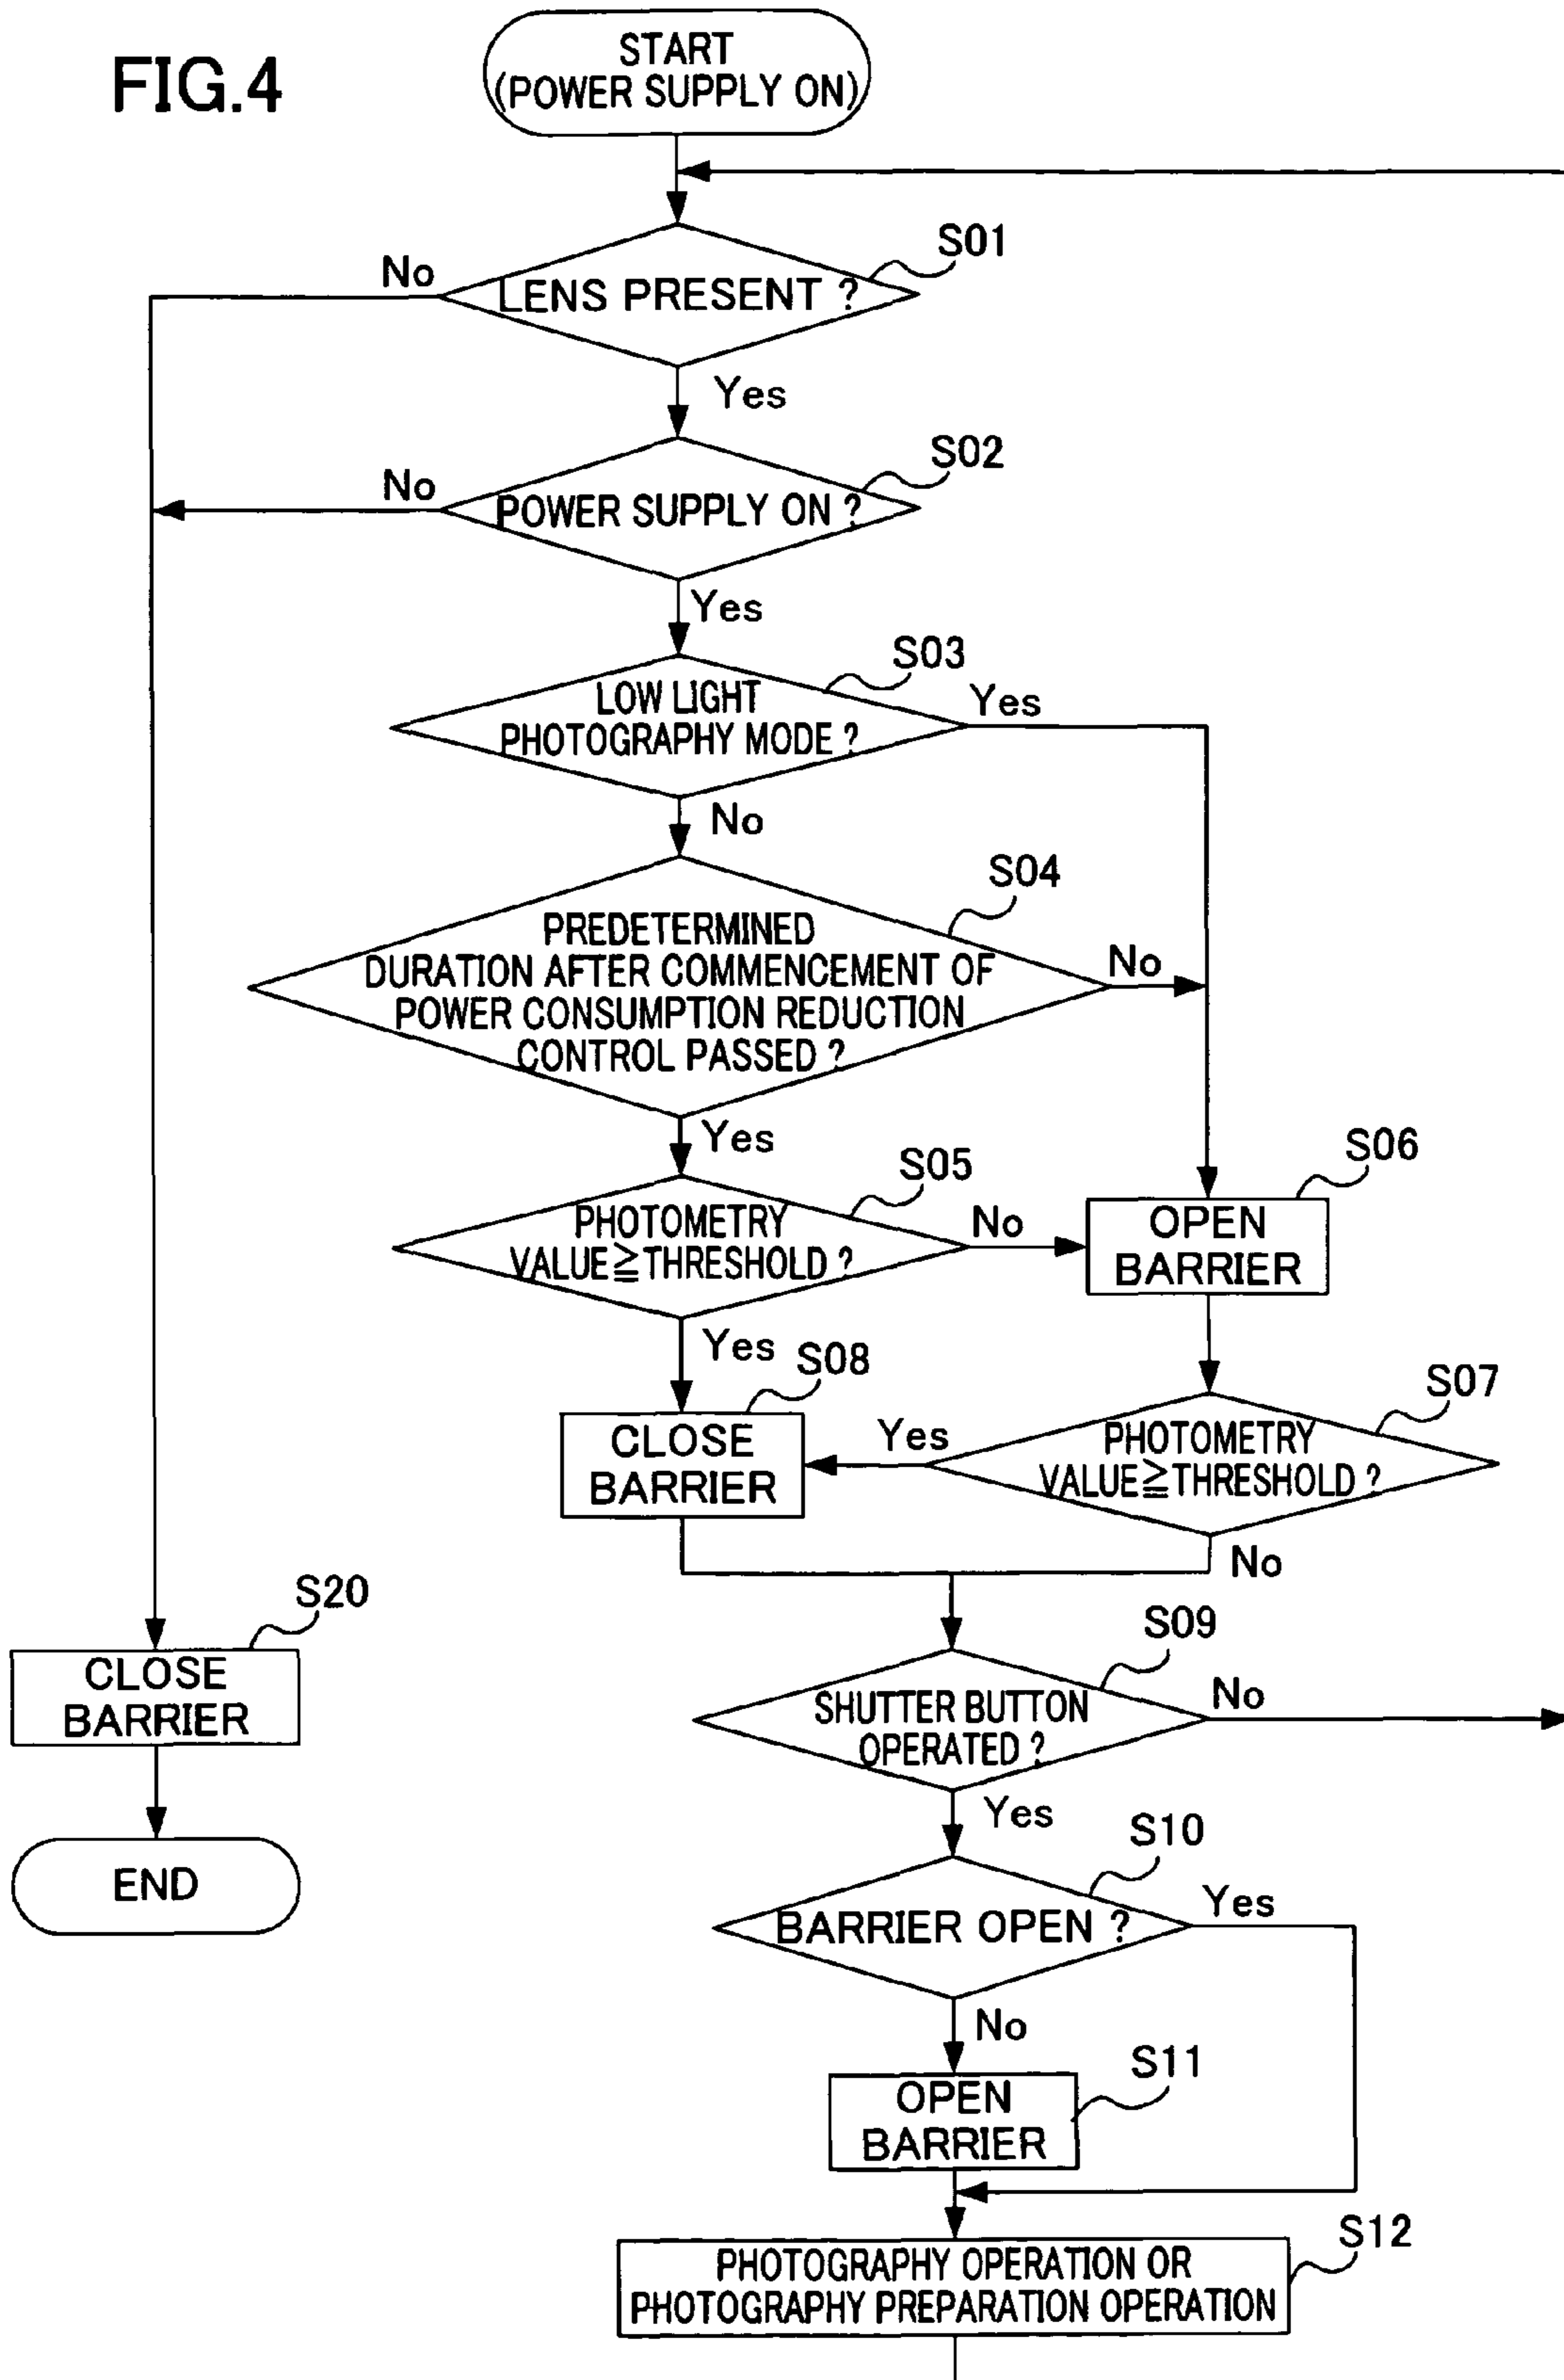 FIG.4
START
(POWER SUPPLY ON)
S01
No
LENS PRESENT ?
Yes
S02
No
POWER SUPPLY ON ?
Yes
S03
LOW LIGHT
PHOTOGRAPHY MODE ?
Yes
No
S04
PREDETERMINED
DURATION AFTER COMMENCEMENT OF
POWER CONSUMPTION REDUCTION
CONTROL PASSED ?
No
Yes
S05
PHOTOMETRY
VALUE≧THRESHOLD ?
No
S06
OPEN
BARRIER
Yes
S08
CLOSE
BARRIER
Yes
S07
PHOTOMETRY
VALUE≧THRESHOLD ?
No
S20
CLOSE
BARRIER
END
S09
SHUTTER BUTTON
OPERATED ?
No
Yes
S10
BARRIER OPEN ?
Yes
No
S11
OPEN
BARRIER
S12
PHOTOGRAPHY OPERATION OR
PHOTOGRAPHY PREPARATION OPERATION